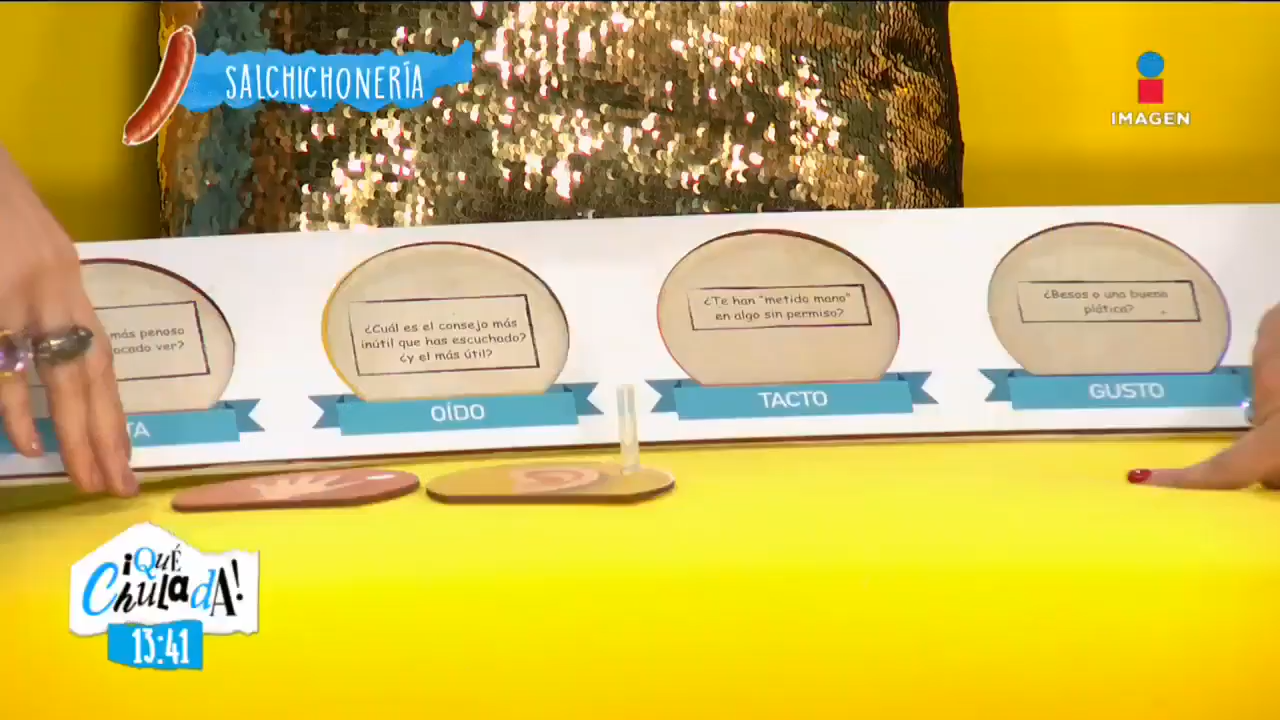 SALCHICHONERÍA
IMAGEN
más penoso
ocado ver?
TA
¿Cuál es el consejo más
inútil que has escuchado?
¿y el más útil?
OÍDO
¿Te han "metido mano"
en algo sin permiso?
TACTO
¿Besos o una buena
plática?
GUSTO
¡QUÉ
ChuLadA!
13:41